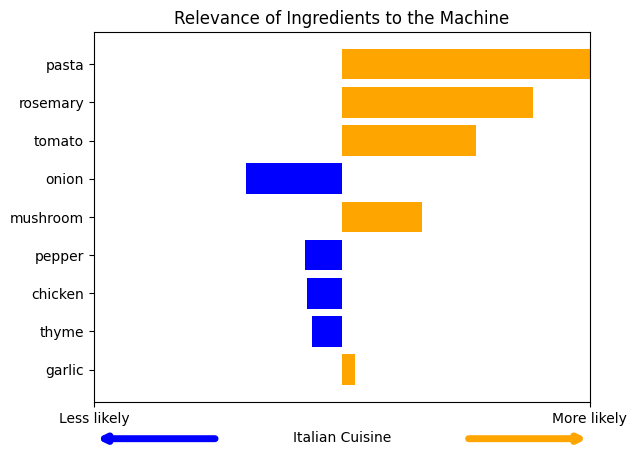 Relevance of Ingredients to the Machine
pasta
rosemary
tomato
onion
mushroom
pepper
chicken
thyme
garlic
Less likely
More likely
Italian Cuisine